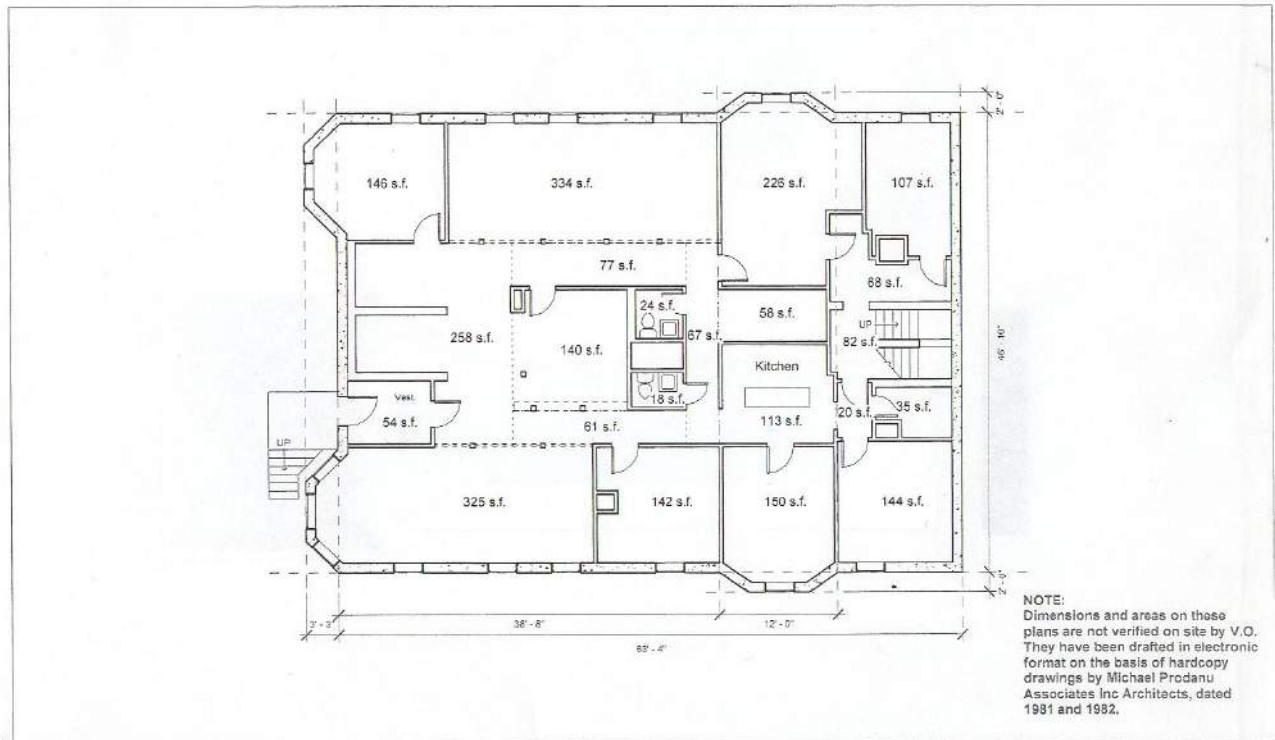 2'-0"
146 s.f.
334 s.f.
226 s.f.
107 s.f.
77 s.f.
68 s.f.
24 s.f.
58 s.f.
67 s.f.
UP
258 s.f.
82 s.f.
140 s.f.
46'-10"
Kitchen
Vest.
18 s.f.
54 s.f.
20 s.f.
35 s.f.
61 s.f.
113 s.f.
UP
325 s.f.
142 s.f.
150 s.f.
144 s.f.
2'-0"
3'-3"
38'-8"
12'-0"
63'-4"
NOTE:
Dimensions and areas on these
plans are not verified on site by V.O.
They have been drafted in electronic
format on the basis of hardcopy
drawings by Michael Prodanu
Associates Inc Architects, dated
1981 and 1982.